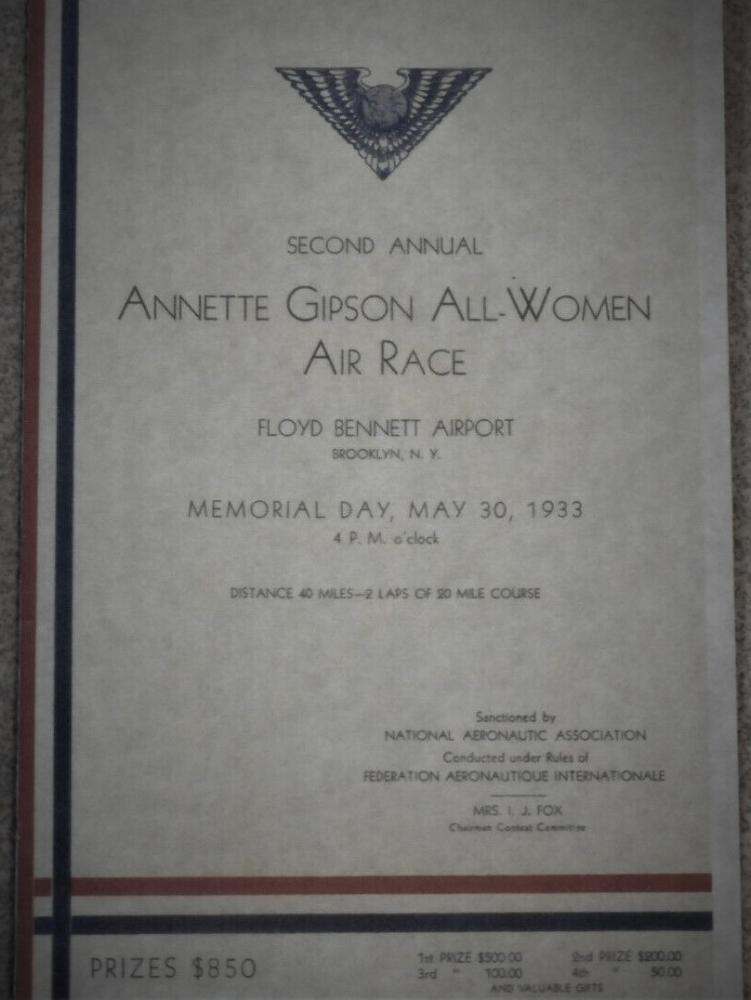 SECOND ANNUAL
ANNETTE GIPSON ALL-WOMEN
AIR RACE
FLOYD BENNETT AIRPORT
BROOKLYN, N. Y.
MEMORIAL DAY, MAY 30, 1933
4 P. M. o'clock
DISTANCE 40 MILES—2 LAPS OF 20 MILE COURSE
Sanctioned by
NATIONAL AERONAUTIC ASSOCIATION
Conducted under Rules of
FEDERATION AERONAUTIQUE INTERNATIONALE
MRS. I. J. FOX
Chairman Contest Committee
PRIZES $850
1st PRIZE $500.00 2nd PRIZE $200.00
3rd " 100.00 4th " 50.00
AND VALUABLE GIFTS